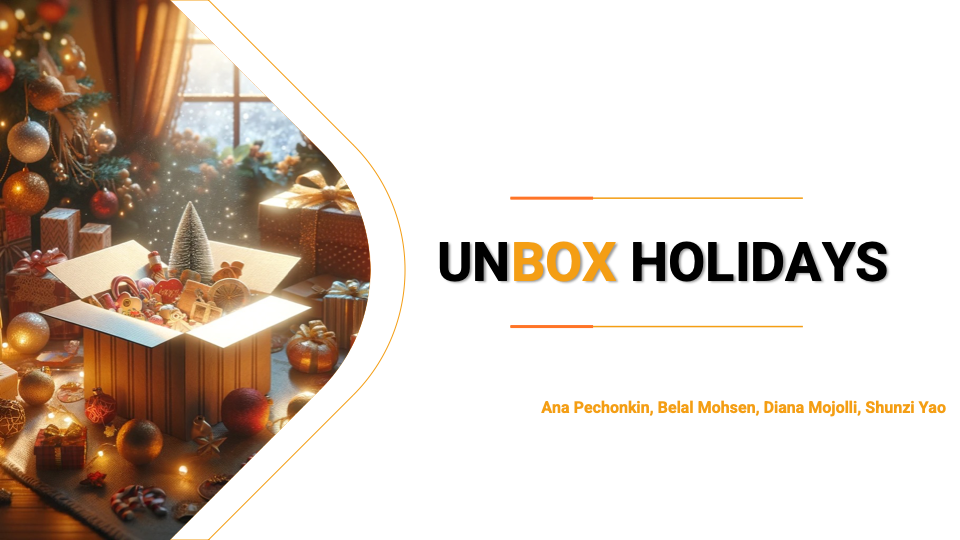 UNBOX HOLIDAYS
Ana Pechonkin, Belal Mohsen, Diana Mojolli, Shunzi Yao